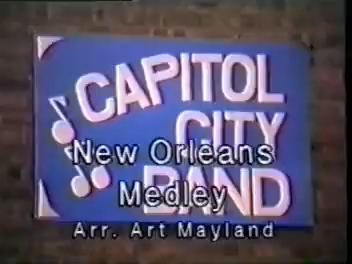 CAPITOL
CITY
BAND
New Orleans
Medley
Arr. Art Mayland